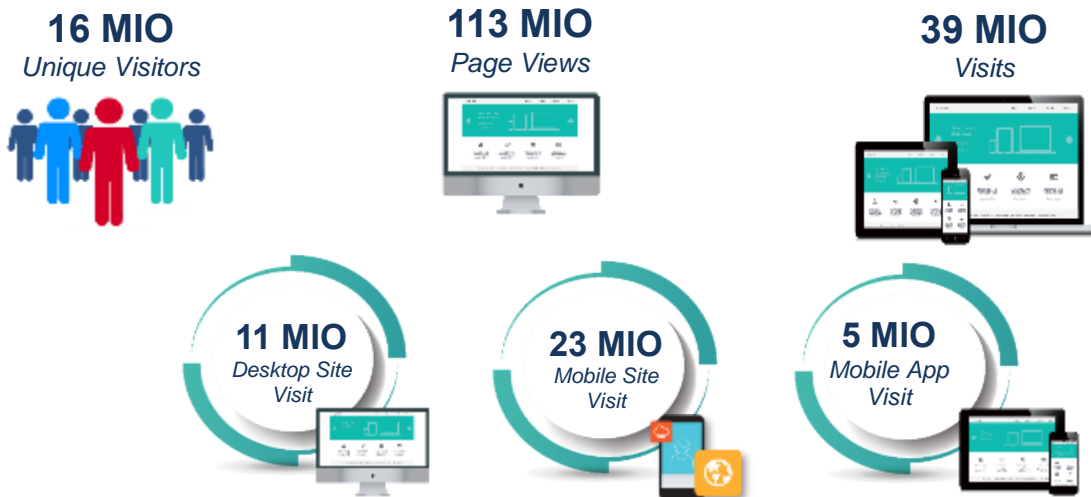 16 MIO
Unique Visitors
113 MIO
Page Views
39 MIO
Visits
11 MIO
Desktop Site
Visit
23 MIO
Mobile Site
Visit
5 MIO
Mobile App
Visit